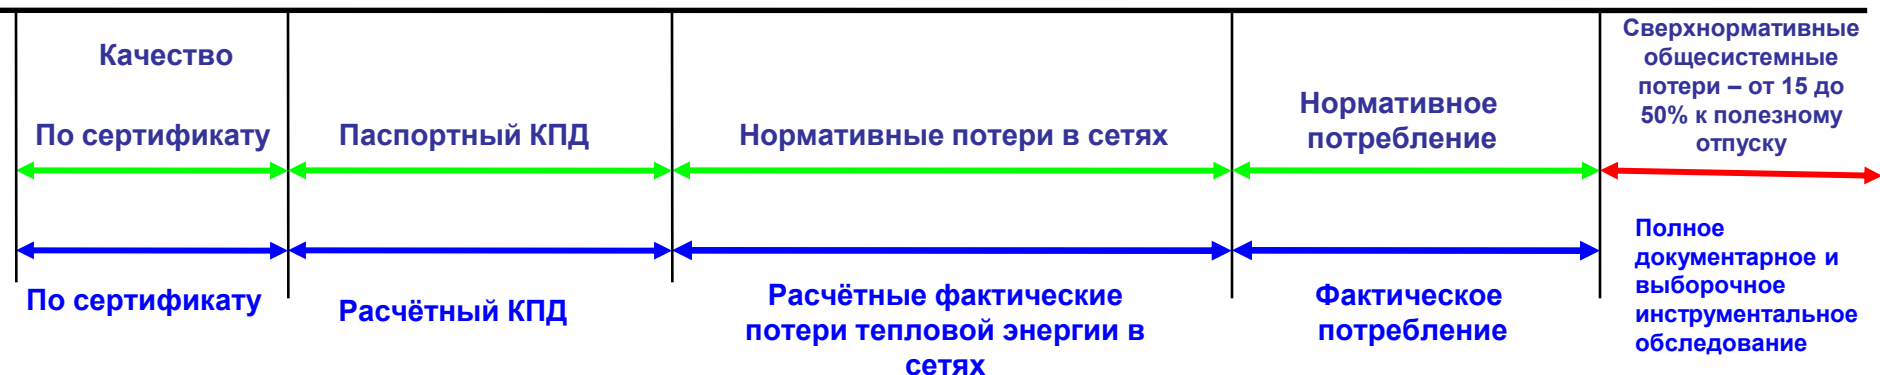 Качество
По сертификату
Паспортный КПД
Нормативные потери в сетях
Нормативное
потребление
Сверхнормативные
общесистемные
потери – от 15 до
50% к полезному
отпуску
По сертификату
Расчётный КПД
Расчётные фактические
потери тепловой энергии в
сетях
Фактическое
потребление
Полное
документарное и
выборочное
инструментальное
обследование